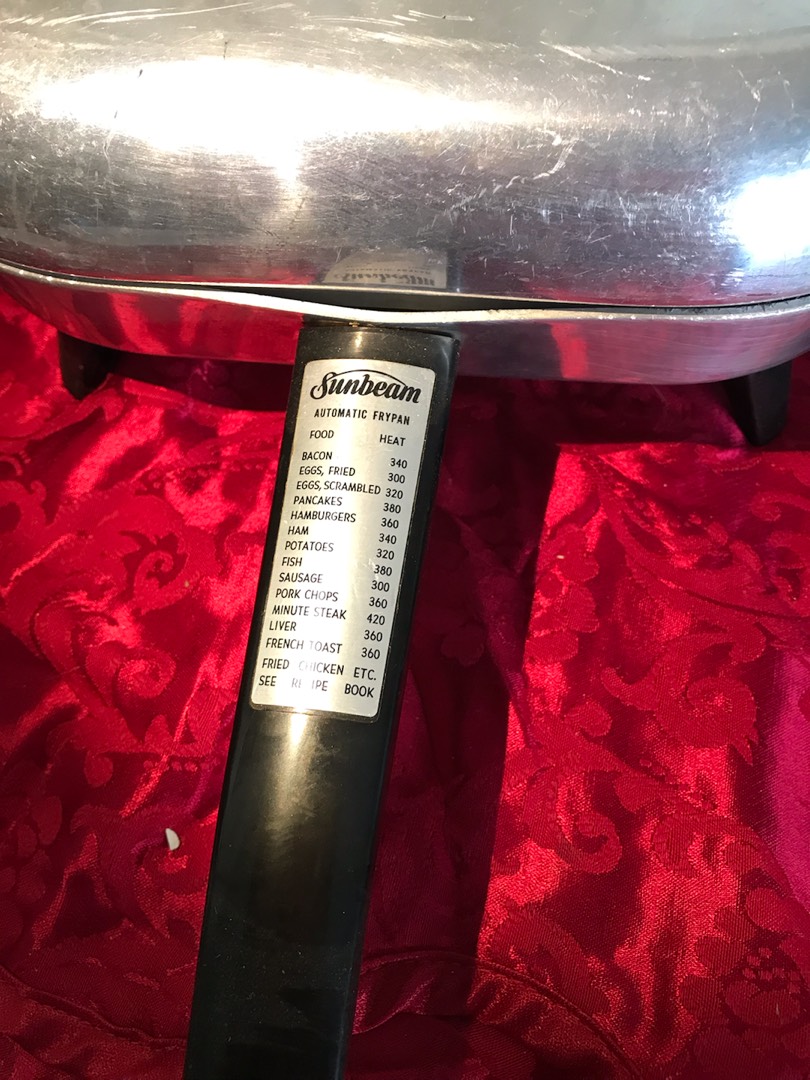 Sunbeam
AUTOMATIC FRYPAN
FOOD HEAT
BACON 340
EGGS, FRIED 300
EGGS, SCRAMBLED 320
PANCAKES 380
HAMBURGERS 360
HAM 340
POTATOES 320
FISH 380
SAUSAGE 300
PORK CHOPS 360
MINUTE STEAK 420
LIVER 360
FRENCH TOAST 360
FRIED CHICKEN ETC.
SEE RECIPE BOOK